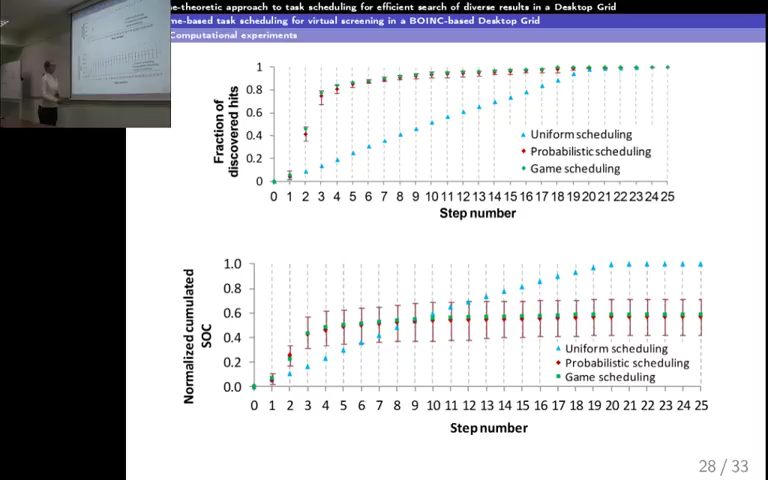 e-theoretic approach to task scheduling for efficient search of diverse results in a Desktop Grid
me-based task scheduling for virtual screening in a BOINC-based Desktop Grid
Computational experiments
Fraction of
discovered hits
1
0.8
0.6
0.4
0.2
0
Uniform scheduling
Probabilistic scheduling
Game scheduling
0 1 2 3 4 5 6 7 8 9 10 11 12 13 14 15 16 17 18 19 20 21 22 23 24 25
Step number
Normalized cumulated
SOC
1.0
0.8
0.6
0.4
0.2
0.0
Uniform scheduling
Probabilistic scheduling
Game scheduling
0 1 2 3 4 5 6 7 8 9 10 11 12 13 14 15 16 17 18 19 20 21 22 23 24 25
Step number
28 / 33